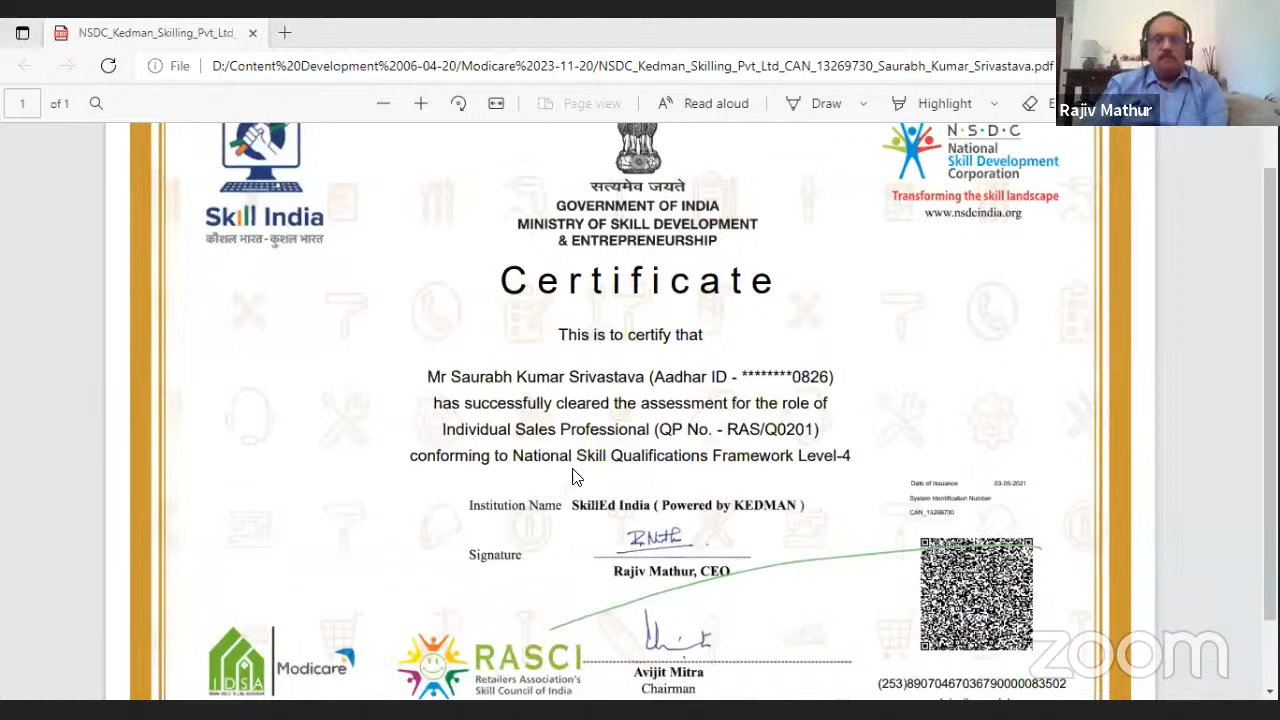 NSDC_Kedman_Skilling_Pvt_Ltd_
File D:/Content%20Development%2006-11-20/Modicare%2023-11-20/NSDC_Kedman_Skilling_Pvt_Ltd_CAN_13269730_Saurabh_Kumar_Srivastava.pdf
1 of 1 Page view Read aloud Draw Highlight
Rajiv Mathur
Skill India
कौशल भारत-कुशल भारत
सत्यमेव जयते
GOVERNMENT OF INDIA
MINISTRY OF SKILL DEVELOPMENT
& ENTREPRENEURSHIP
N·S·D·C
National
Skill Development
Corporation
Transforming the skill landscape
www.nsdcindia.org
Certificate
This is to certify that
Mr Saurabh Kumar Srivastava (Aadhar ID - ********0826)
has successfully cleared the assessment for the role of
Individual Sales Professional (QP No. - RAS/Q0201)
conforming to National Skill Qualifications Framework Level-4
Date of Issuance 03-05-2021
System Identification Number
CAN_13269730
Institution Name SkillEd India ( Powered by KEDMAN )
Signature
Rajiv Mathur, CEO
IDSA
Modicare
RASCI
Retailers Association's
Skill Council of India
Avijit Mitra
Chairman
(253)89070467036790000083502
zoom